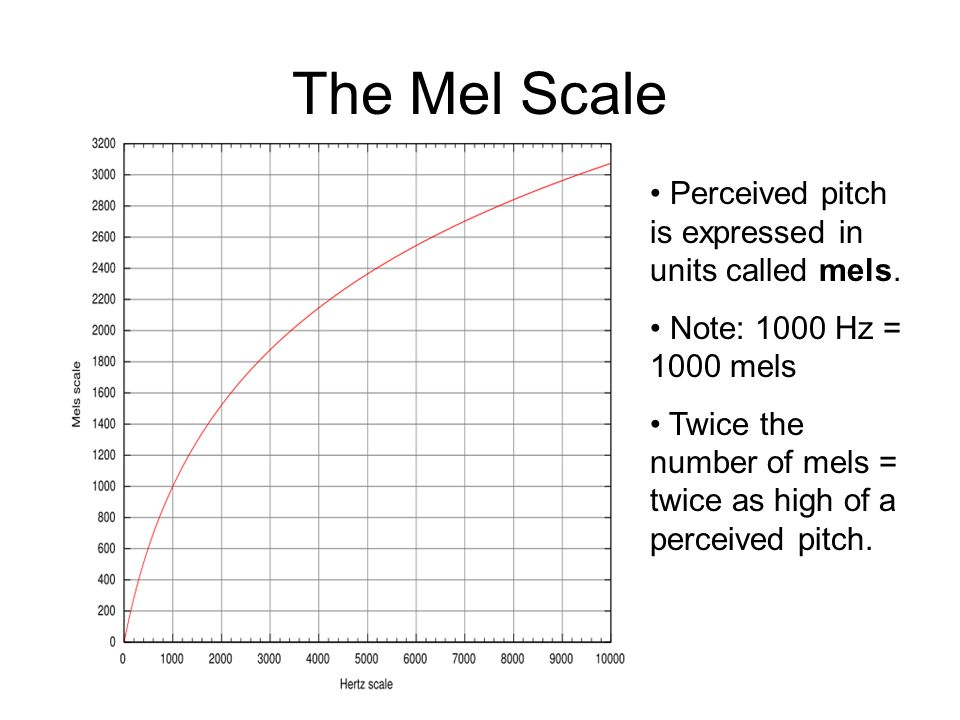 The Mel Scale
3200
3000
2800
2600
2400
2200
2000
1800
1600
1400
1200
1000
800
600
400
200
0
Mels scale
0 1000 2000 3000 4000 5000 6000 7000 8000 9000 10000
Hertz scale
• Perceived pitch
is expressed in
units called mels.
• Note: 1000 Hz =
1000 mels
• Twice the
number of mels =
twice as high of a
perceived pitch.